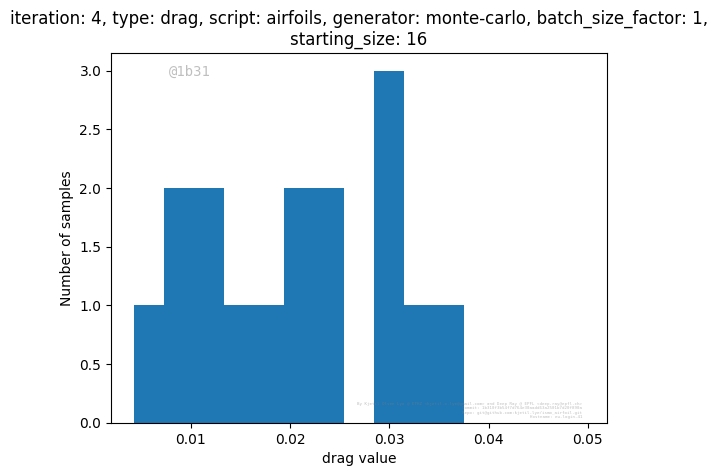 iteration: 4, type: drag, script: airfoils, generator: monte-carlo, batch_size_factor: 1,
starting_size: 16
@1b31
3.0
2.5
2.0
1.5
1.0
0.5
0.0
Number of samples
0.01
0.02
0.03
0.04
0.05
drag value